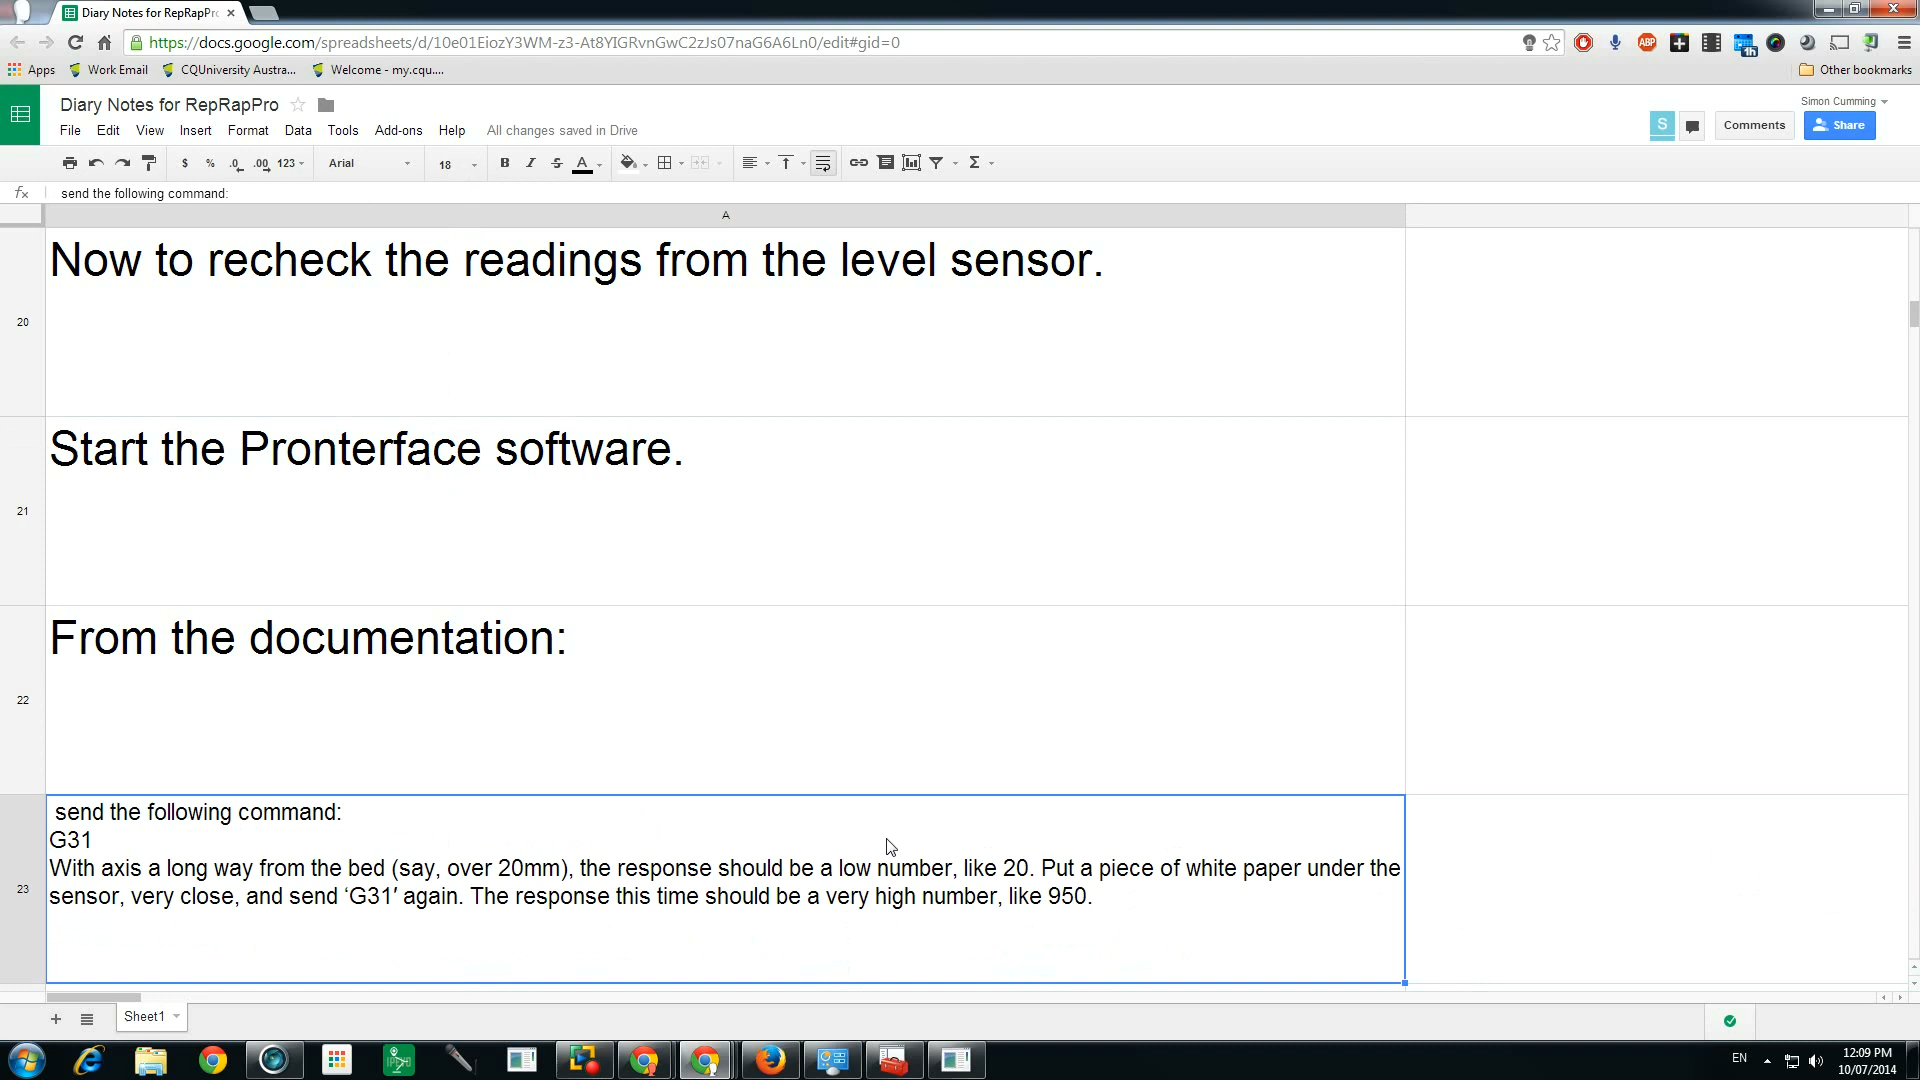 Diary Notes for RepRapPro
https://docs.google.com/spreadsheets/d/10e01EiozY3WM-z3-At8YIGRvnGwC2zJs07naG6A6Ln0/edit#gid=0
Apps Work Email CQUniversity Austra... Welcome - my.cqu.... Other bookmarks
Diary Notes for RepRapPro
Simon Cumming
File Edit View Insert Format Data Tools Add-ons Help All changes saved in Drive
S Comments Share
$ % .0 .00 123 Arial 18 B I S A Σ
fx send the following command:
A
20 Now to recheck the readings from the level sensor.
21 Start the Pronterface software.
22 From the documentation:
23 send the following command:
G31
With axis a long way from the bed (say, over 20mm), the response should be a low number, like 20. Put a piece of white paper under the
sensor, very close, and send ‘G31′ again. The response this time should be a very high number, like 950.
+ Sheet1
EN 12:09 PM
10/07/2014